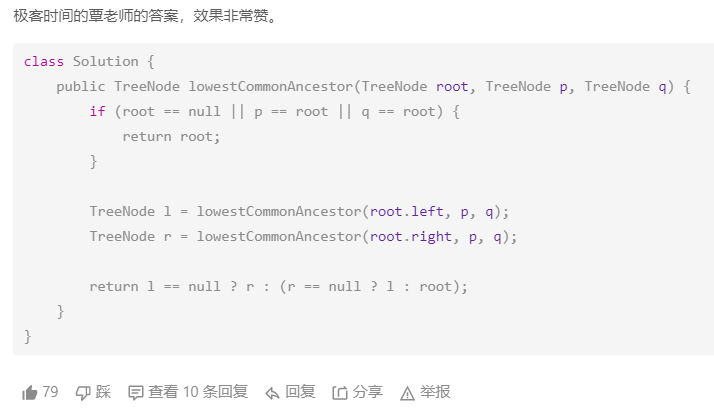 极客时间的覃老师的答案，效果非常赞。
class Solution {
    public TreeNode lowestCommonAncestor(TreeNode root, TreeNode p, TreeNode q) {
        if (root == null || p == root || q == root) {
            return root;
        }
        TreeNode l = lowestCommonAncestor(root.left, p, q);
        TreeNode r = lowestCommonAncestor(root.right, p, q);
        return l == null ? r : (r == null ? l : root);
    }
}
79 踩 查看 10 条回复 回复 分享 举报